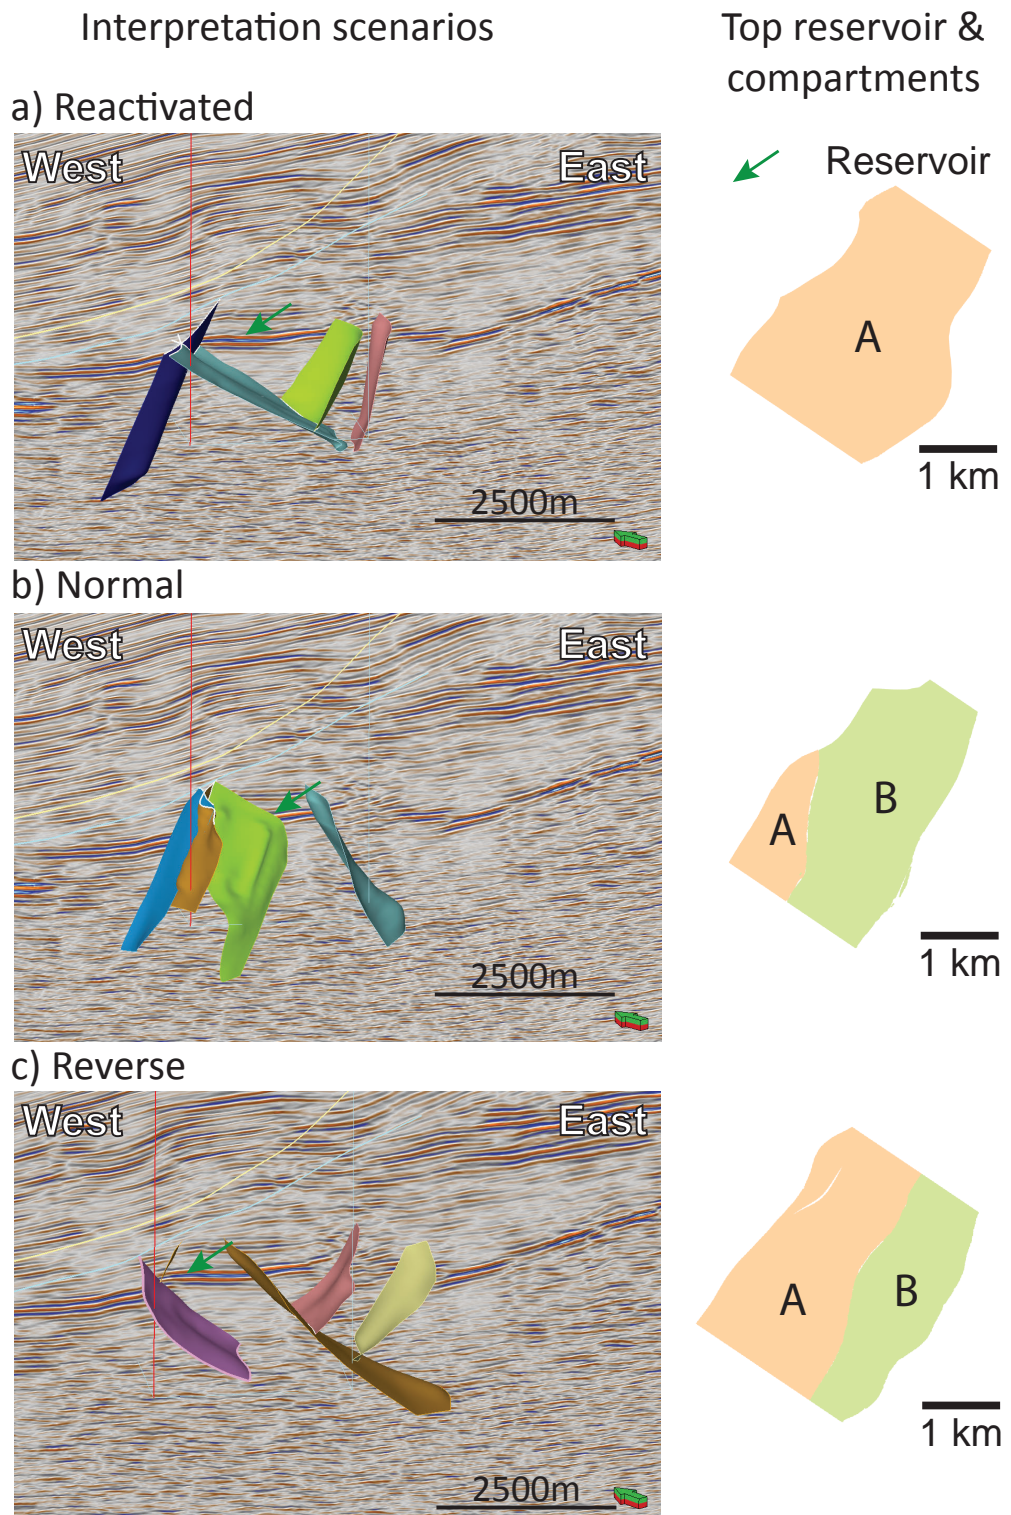 Interpretation scenarios
Top reservoir &
compartments
a) Reactivated
West
East
Reservoir
A
1 km
2500m
b) Normal
West
East
A
B
1 km
2500m
c) Reverse
West
East
A
B
1 km
2500m